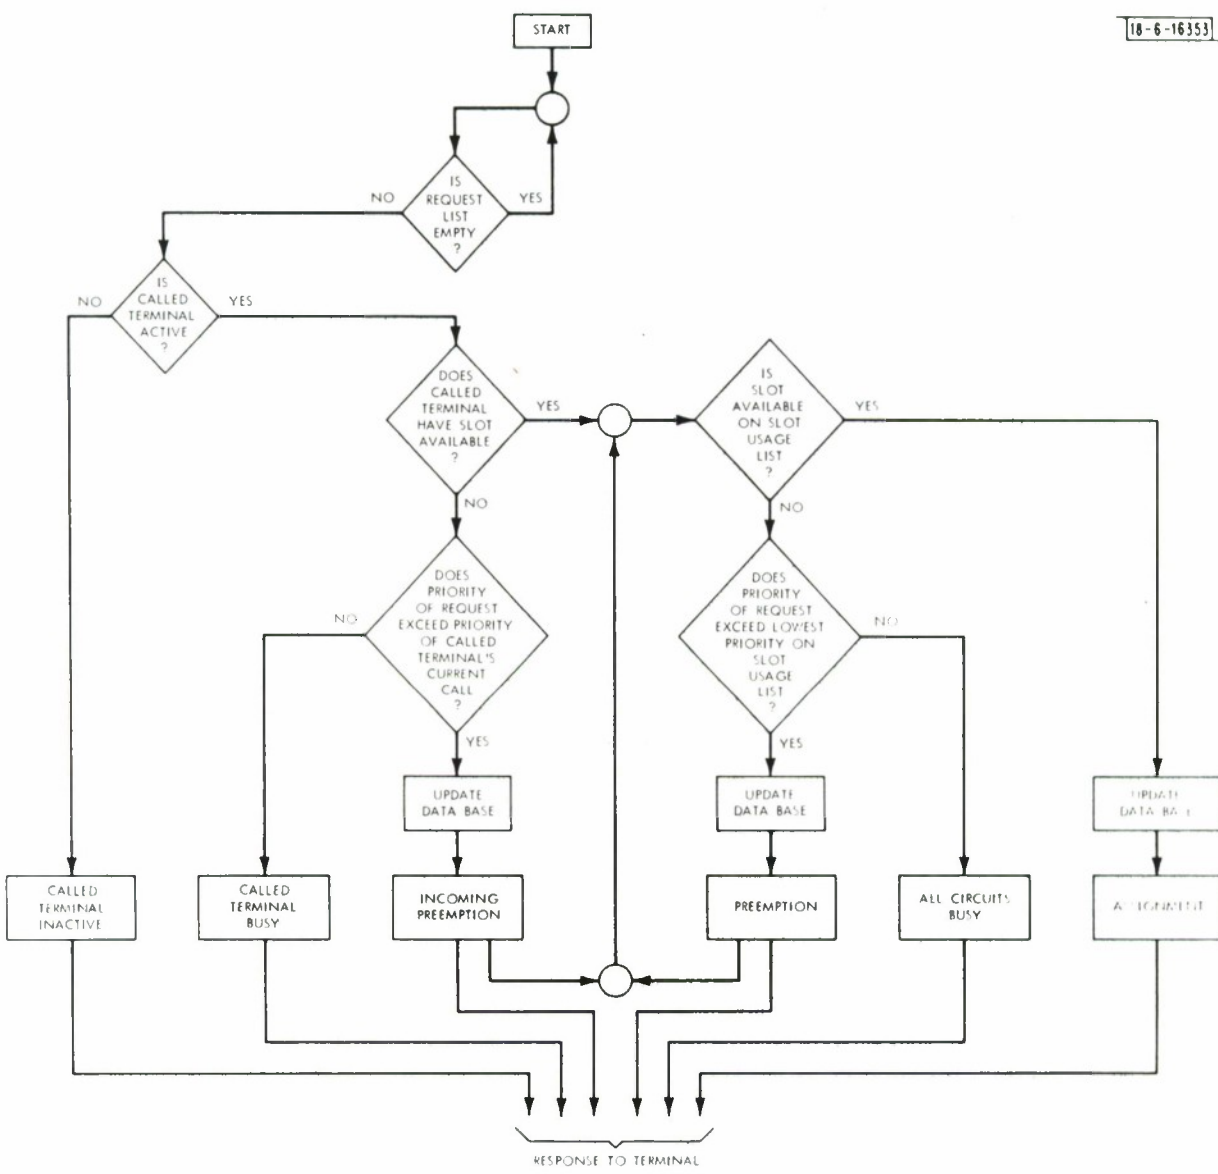 START
18-6-16353
IS
REQUEST
LIST
EMPTY
?
NO
YES
IS
CALLED
TERMINAL
ACTIVE
?
NO
YES
DOES
CALLED
TERMINAL
HAVE SLOT
AVAILABLE
?
YES
NO
IS
SLOT
AVAILABLE
ON SLOT
USAGE
LIST
?
YES
NO
DOES
PRIORITY
OF REQUEST
EXCEED PRIORITY
OF CALLED
TERMINAL'S
CURRENT
CALL
?
NO
YES
DOES
PRIORITY
OF REQUEST
EXCEED LOWEST
PRIORITY ON
SLOT
USAGE
LIST
?
NO
YES
UPDATE
DATA BASE
UPDATE
DATA BASE
UPDATE
DATA BASE
CALLED
TERMINAL
INACTIVE
CALLED
TERMINAL
BUSY
INCOMING
PREEMPTION
PREEMPTION
ALL CIRCUITS
BUSY
ASSIGNMENT
RESPONSE TO TERMINAL